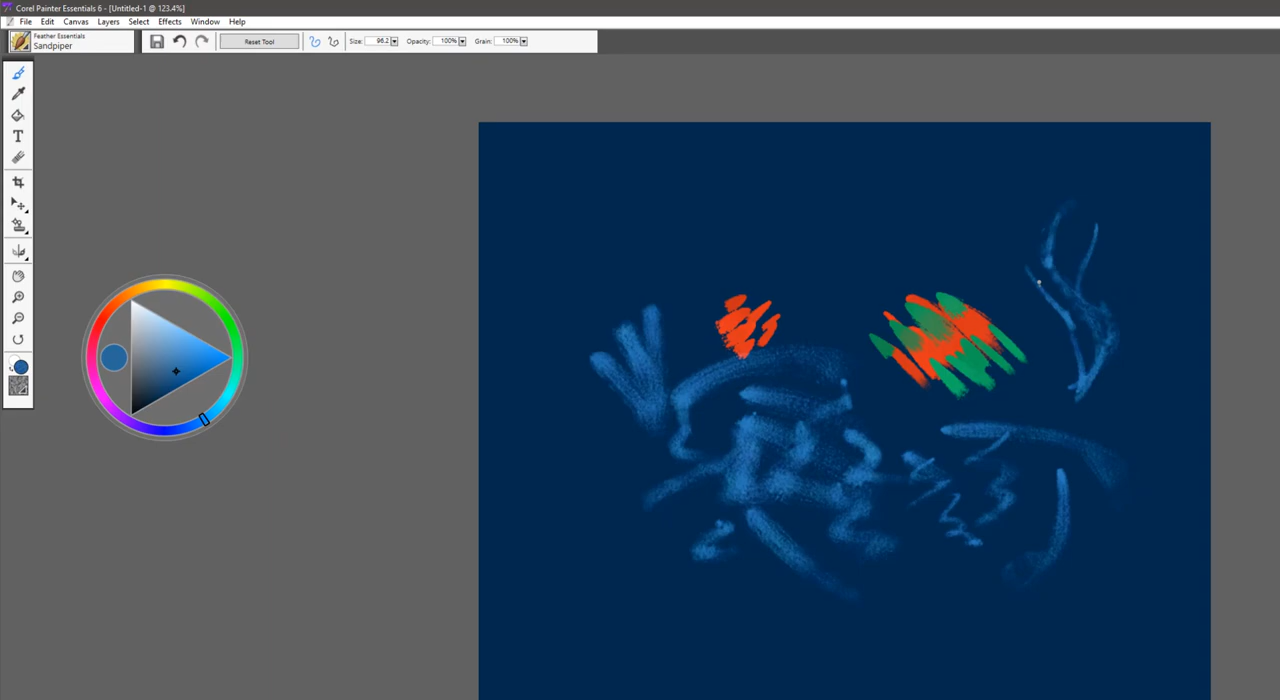 Corel Painter Essentials 6 - [Untitled-1 @ 123.4%]
File Edit Canvas Layers Select Effects Window Help
Feather Essentials
Sandpiper
Reset Tool Size: 96.2 Opacity: 100% Grain: 100%
T